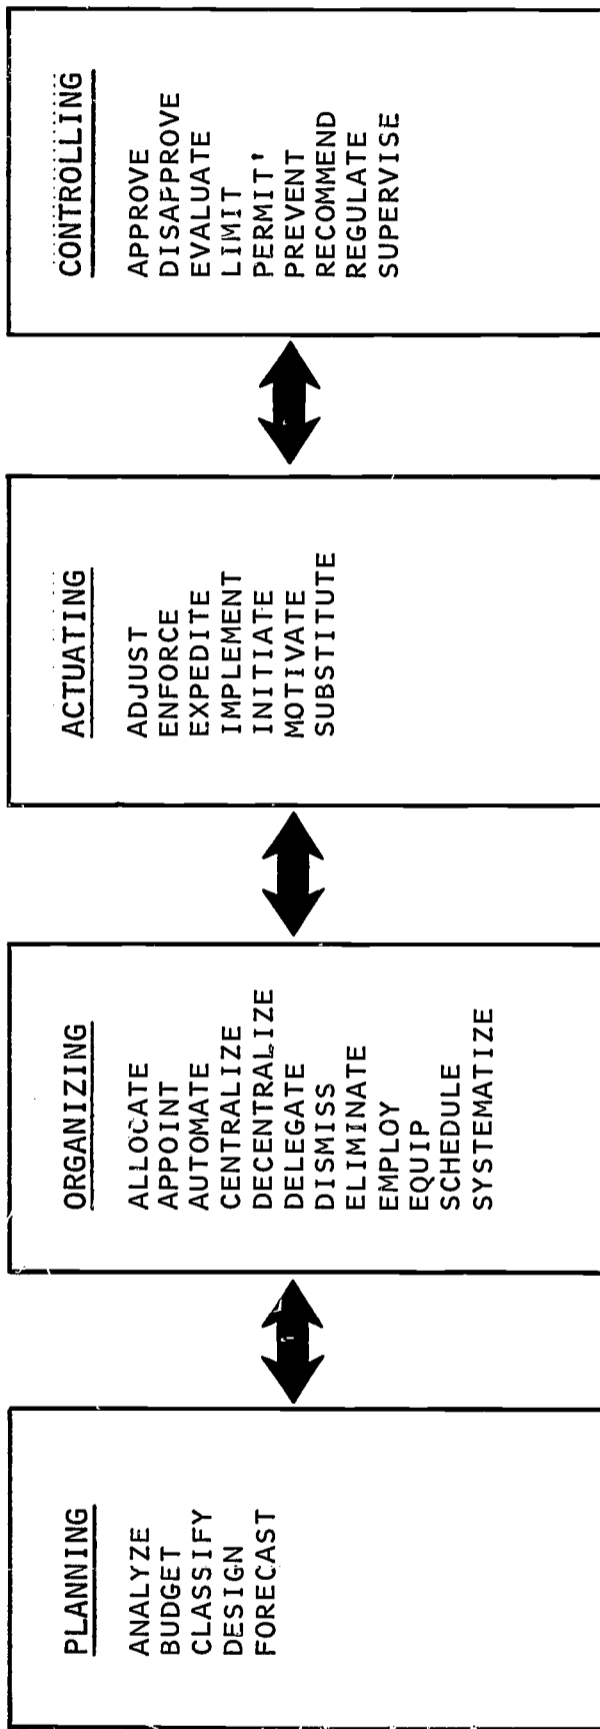 PLANNING
ANALYZE
BUDGET
CLASSIFY
DESIGN
FORECAST
ORGANIZING
ALLOCATE
APPOINT
AUTOMATE
CENTRALIZE
DECENTRALIZE
DELEGATE
DISMISS
ELIMINATE
EMPLOY
EQUIP
SCHEDULE
SYSTEMATIZE
ACTUATING
ADJUST
ENFORCE
EXPEDITE
IMPLEMENT
INITIATE
MOTIVATE
SUBSTITUTE
CONTROLLING
APPROVE
DISAPPROVE
EVALUATE
LIMIT
PERMIT'
PREVENT
RECOMMEND
REGULATE
SUPERVISE